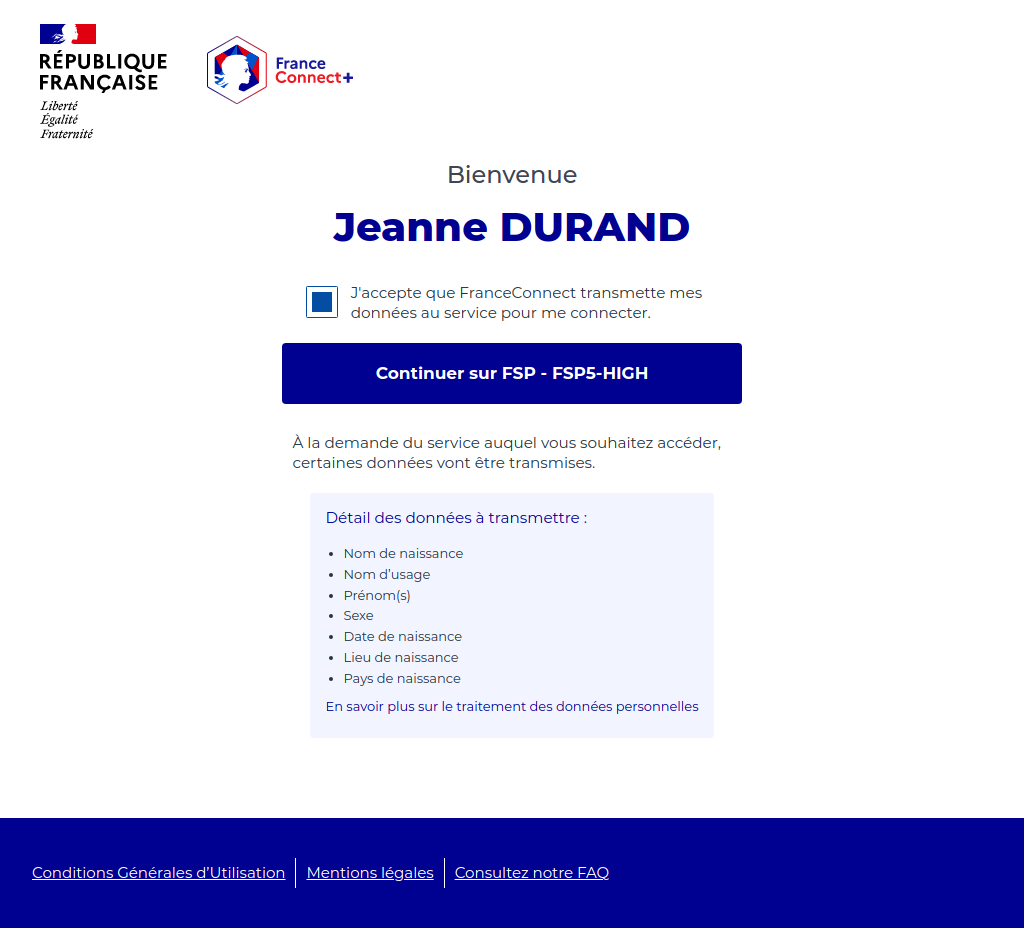 RÉPUBLIQUE
FRANÇAISE
Liberté
Égalité
Fraternité
France
Connect+
Bienvenue
Jeanne DURAND
J'accepte que FranceConnect transmette mes
données au service pour me connecter.
Continuer sur FSP - FSP5-HIGH
À la demande du service auquel vous souhaitez accéder,
certaines données vont être transmises.
Détail des données à transmettre :
• Nom de naissance
• Nom d’usage
• Prénom(s)
• Sexe
• Date de naissance
• Lieu de naissance
• Pays de naissance
En savoir plus sur le traitement des données personnelles
Conditions Générales d’Utilisation Mentions légales Consultez notre FAQ